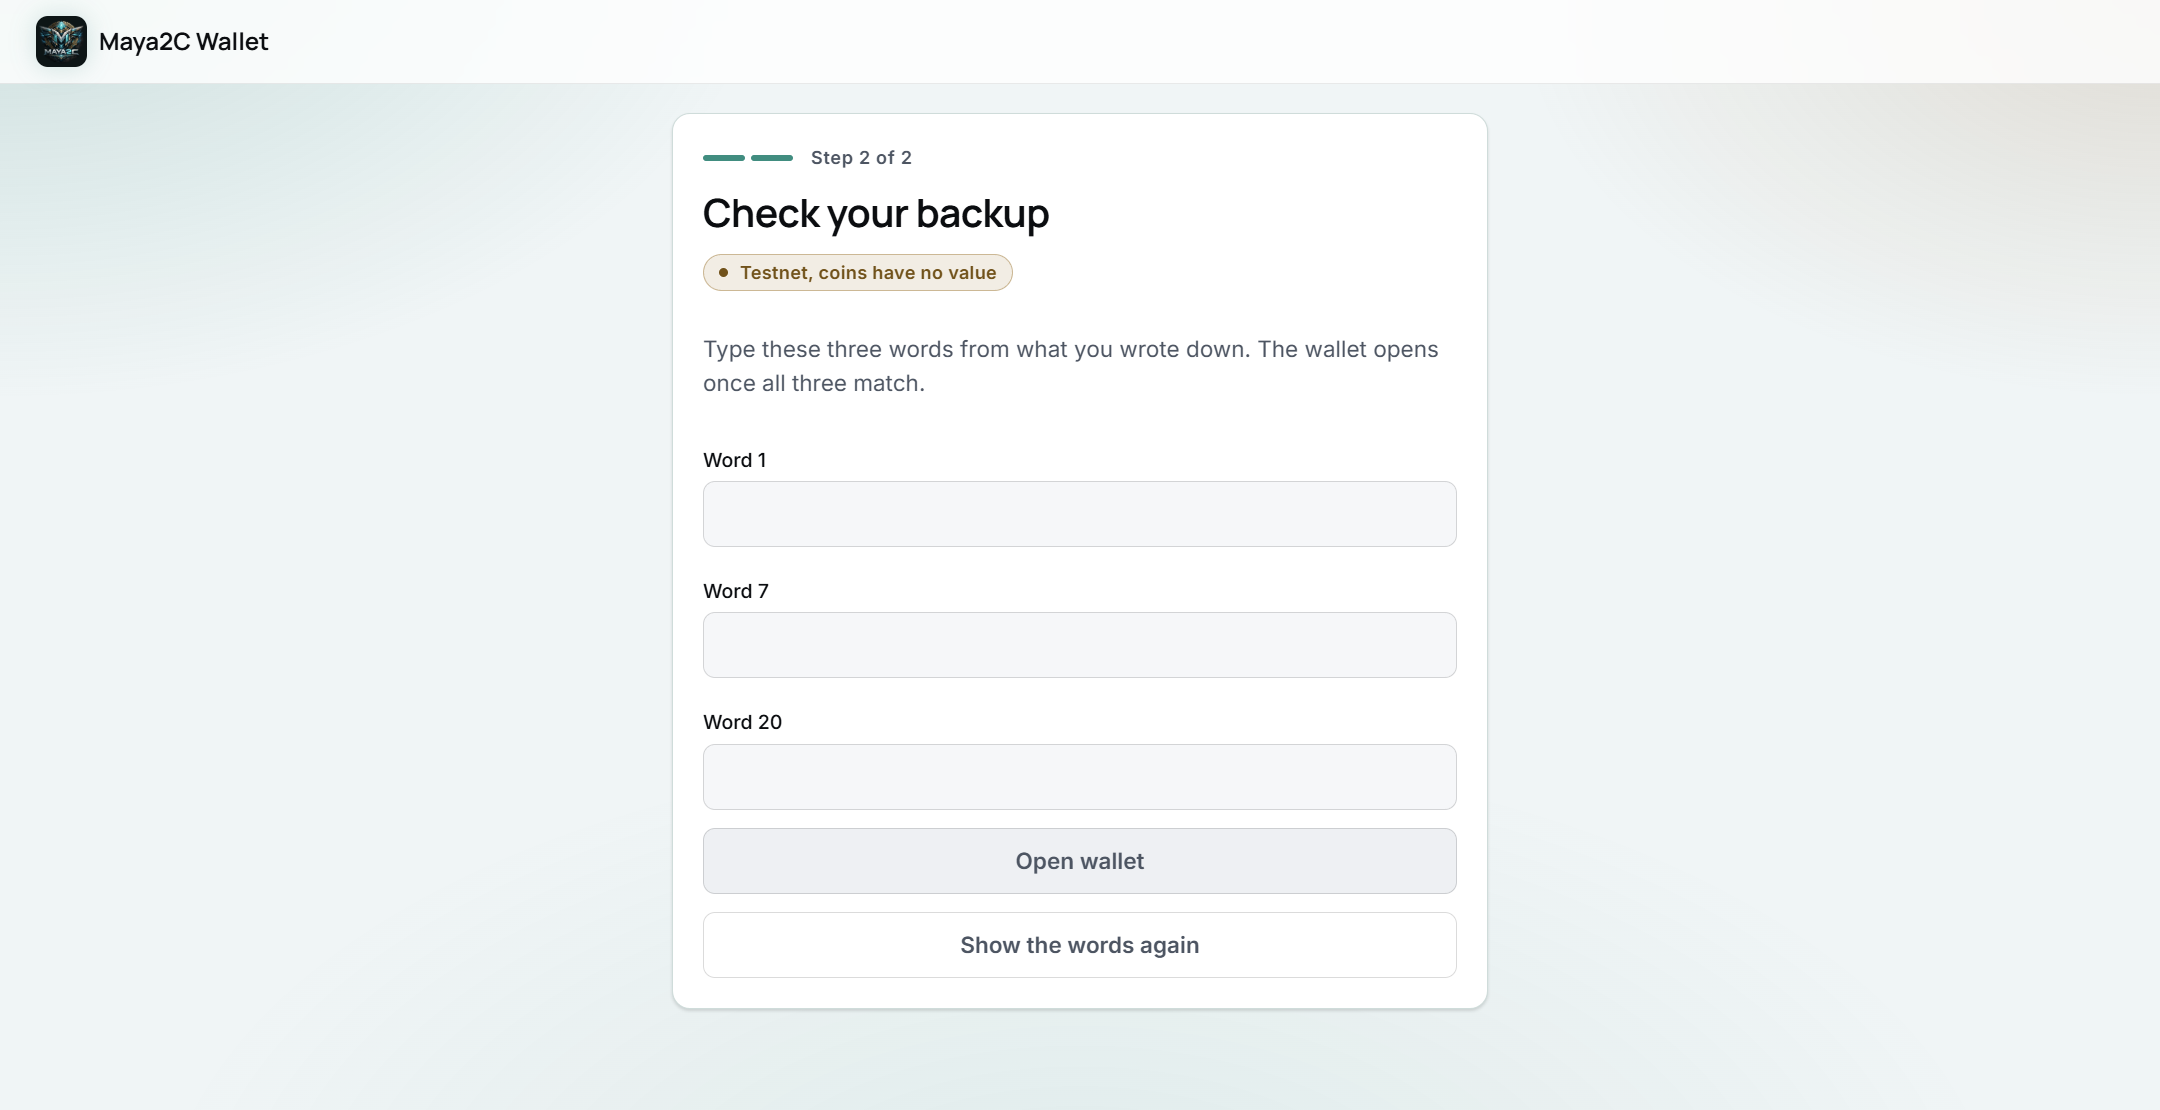 MAYA2C
Maya2C Wallet
Step 2 of 2
Check your backup
Testnet, coins have no value
Type these three words from what you wrote down. The wallet opens
once all three match.
Word 1
Word 7
Word 20
Open wallet
Show the words again